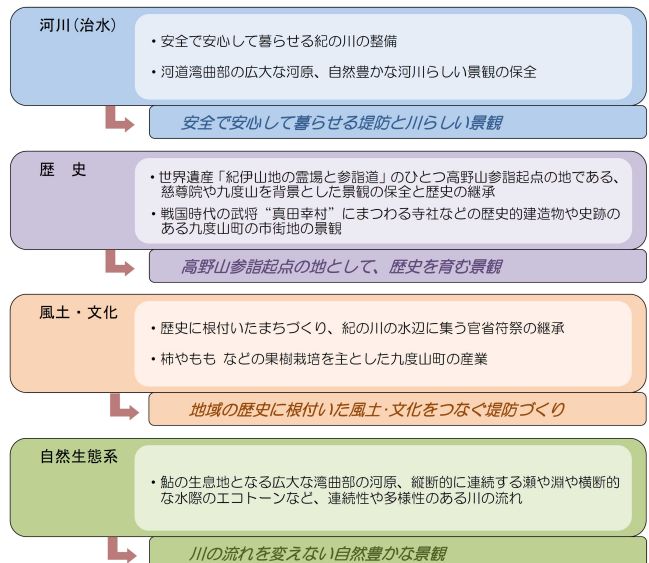 河川(治水)
・安全で安心して暮らせる紀の川の整備
・河道湾曲部の広大な河原、自然豊かな河川らしい景観の保全
安全で安心して暮らせる堤防と川らしい景観
歴 史
・世界遺産「紀伊山地の霊場と参詣道」のひとつ高野山参詣起点の地である、
慈尊院や九度山を背景とした景観の保全と歴史の継承
・戦国時代の武将“真田幸村”にまつわる寺社などの歴史的建造物や史跡の
ある九度山町の市街地の景観
高野山参詣起点の地として、歴史を育む景観
風土・文化
・歴史に根付いたまちづくり、紀の川の水辺に集う官省符祭の継承
・柿やもも などの果樹栽培を主とした九度山町の産業
地域の歴史に根付いた風土・文化をつなぐ堤防づくり
自然生態系
・鮎の生息地となる広大な湾曲部の河原、縦断的に連続する瀬や淵や横断的
な水際のエコトーンなど、連続性や多様性のある川の流れ
川の流れを変えない自然豊かな景観